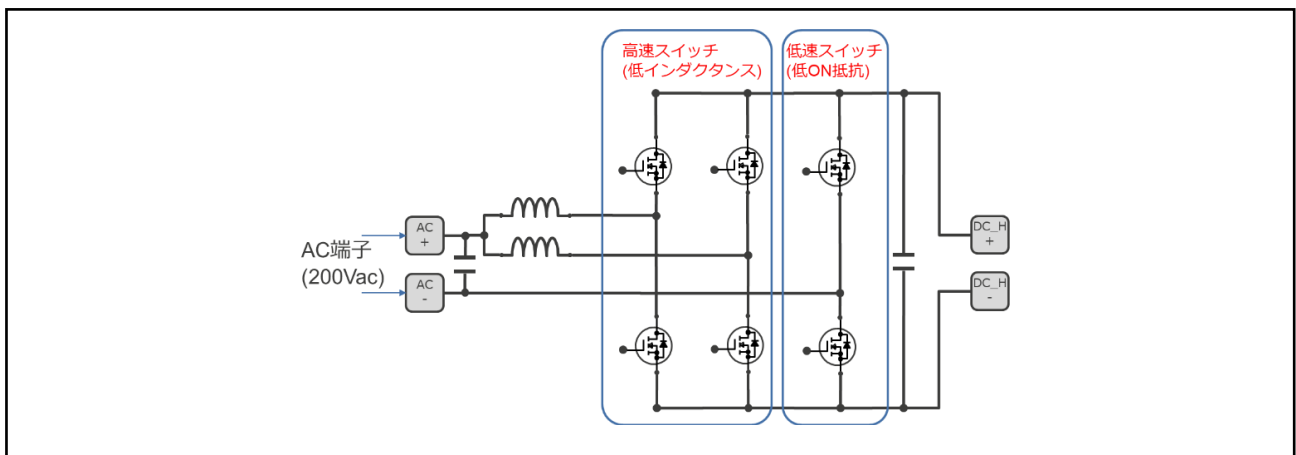 高速スイッチ
(低インダクタンス)
低速スイッチ
(低ON抵抗)
AC
+
AC端子
(200Vac)
AC
-
DC_H
+
DC_H
-